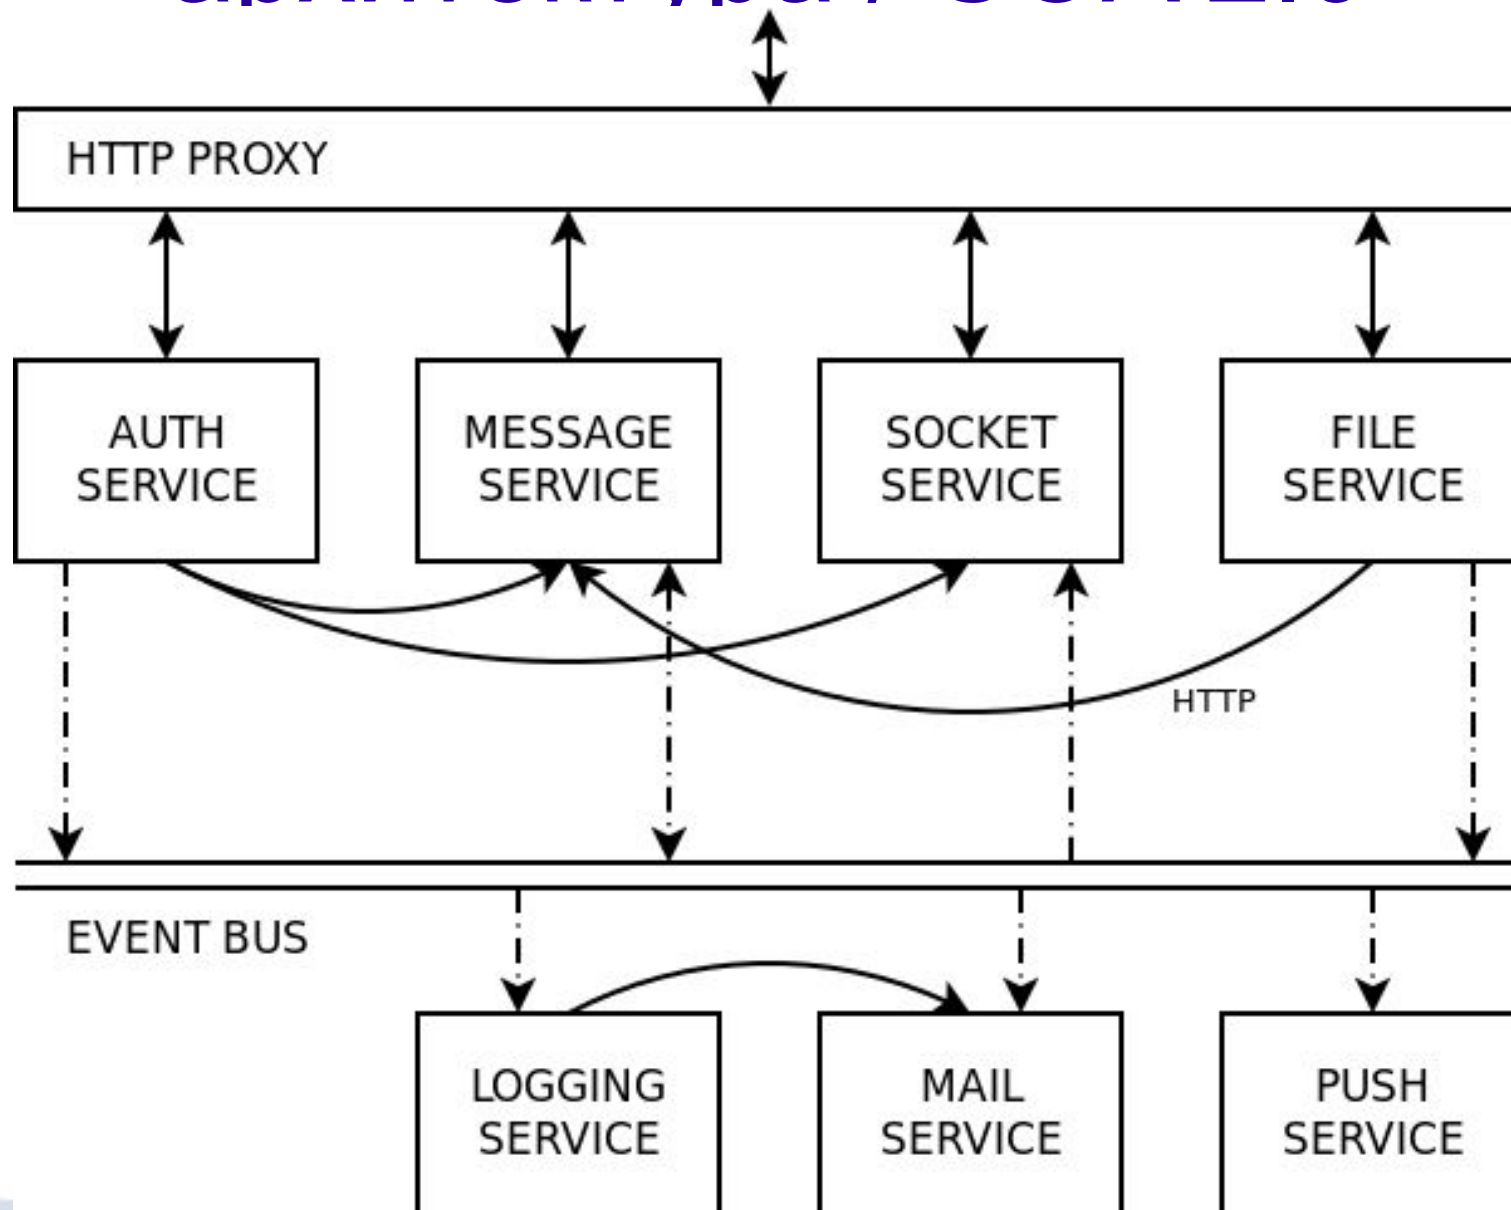 HTTP PROXY
AUTH
SERVICE
MESSAGE
SERVICE
SOCKET
SERVICE
FILE
SERVICE
HTTP
EVENT BUS
LOGGING
SERVICE
MAIL
SERVICE
PUSH
SERVICE